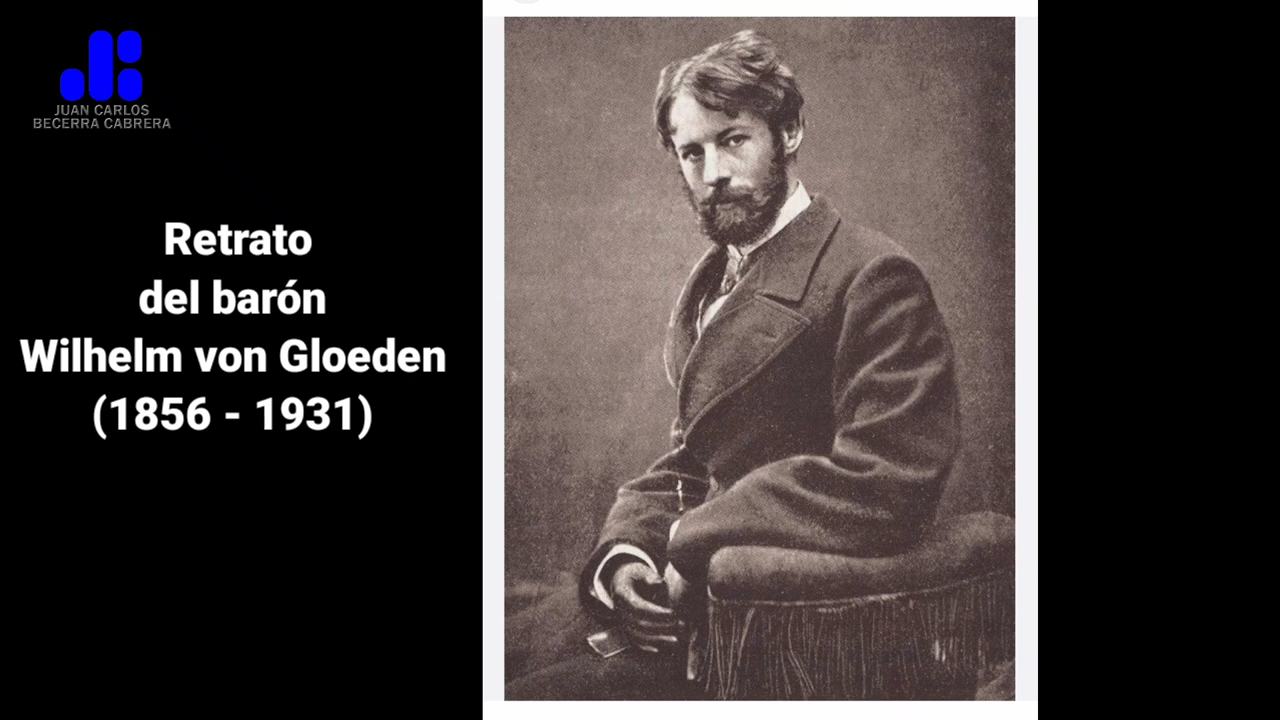 JUAN CARLOS
BECERRA CABRERA
Retrato
del barón
Wilhelm von Gloeden
(1856 - 1931)